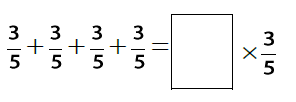 3/5 + 3/5 + 3/5 + 3/5 = □ × 3/5